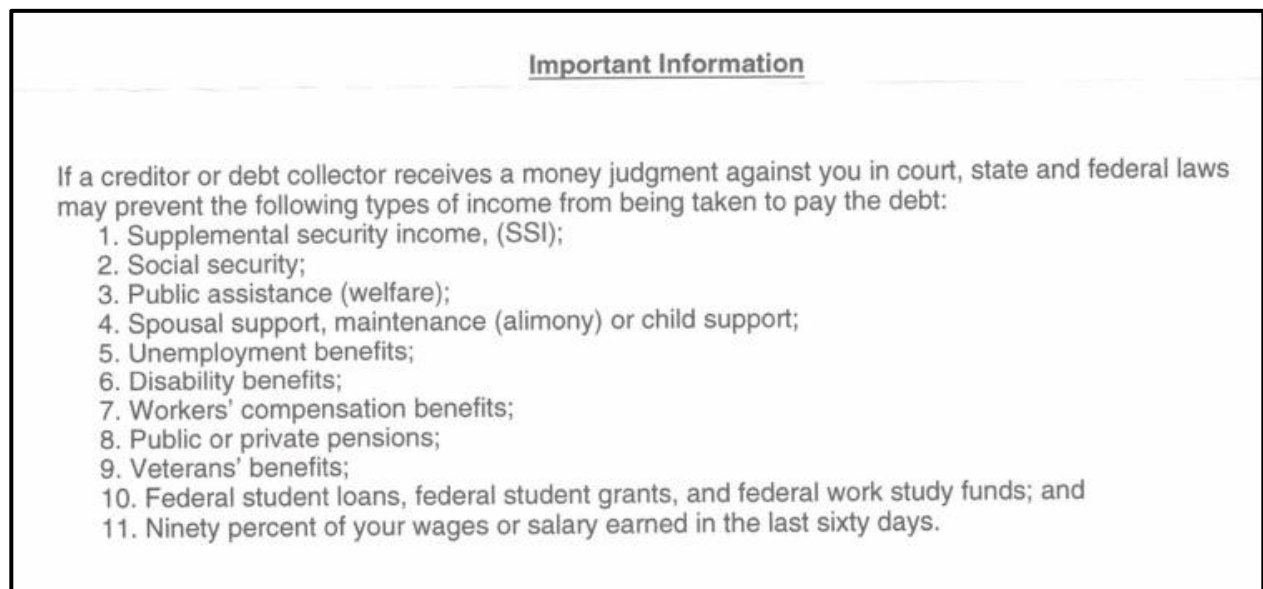 Important Information
If a creditor or debt collector receives a money judgment against you in court, state and federal laws
may prevent the following types of income from being taken to pay the debt:
1. Supplemental security income, (SSI);
2. Social security;
3. Public assistance (welfare);
4. Spousal support, maintenance (alimony) or child support;
5. Unemployment benefits;
6. Disability benefits;
7. Workers' compensation benefits;
8. Public or private pensions;
9. Veterans' benefits;
10. Federal student loans, federal student grants, and federal work study funds; and
11. Ninety percent of your wages or salary earned in the last sixty days.